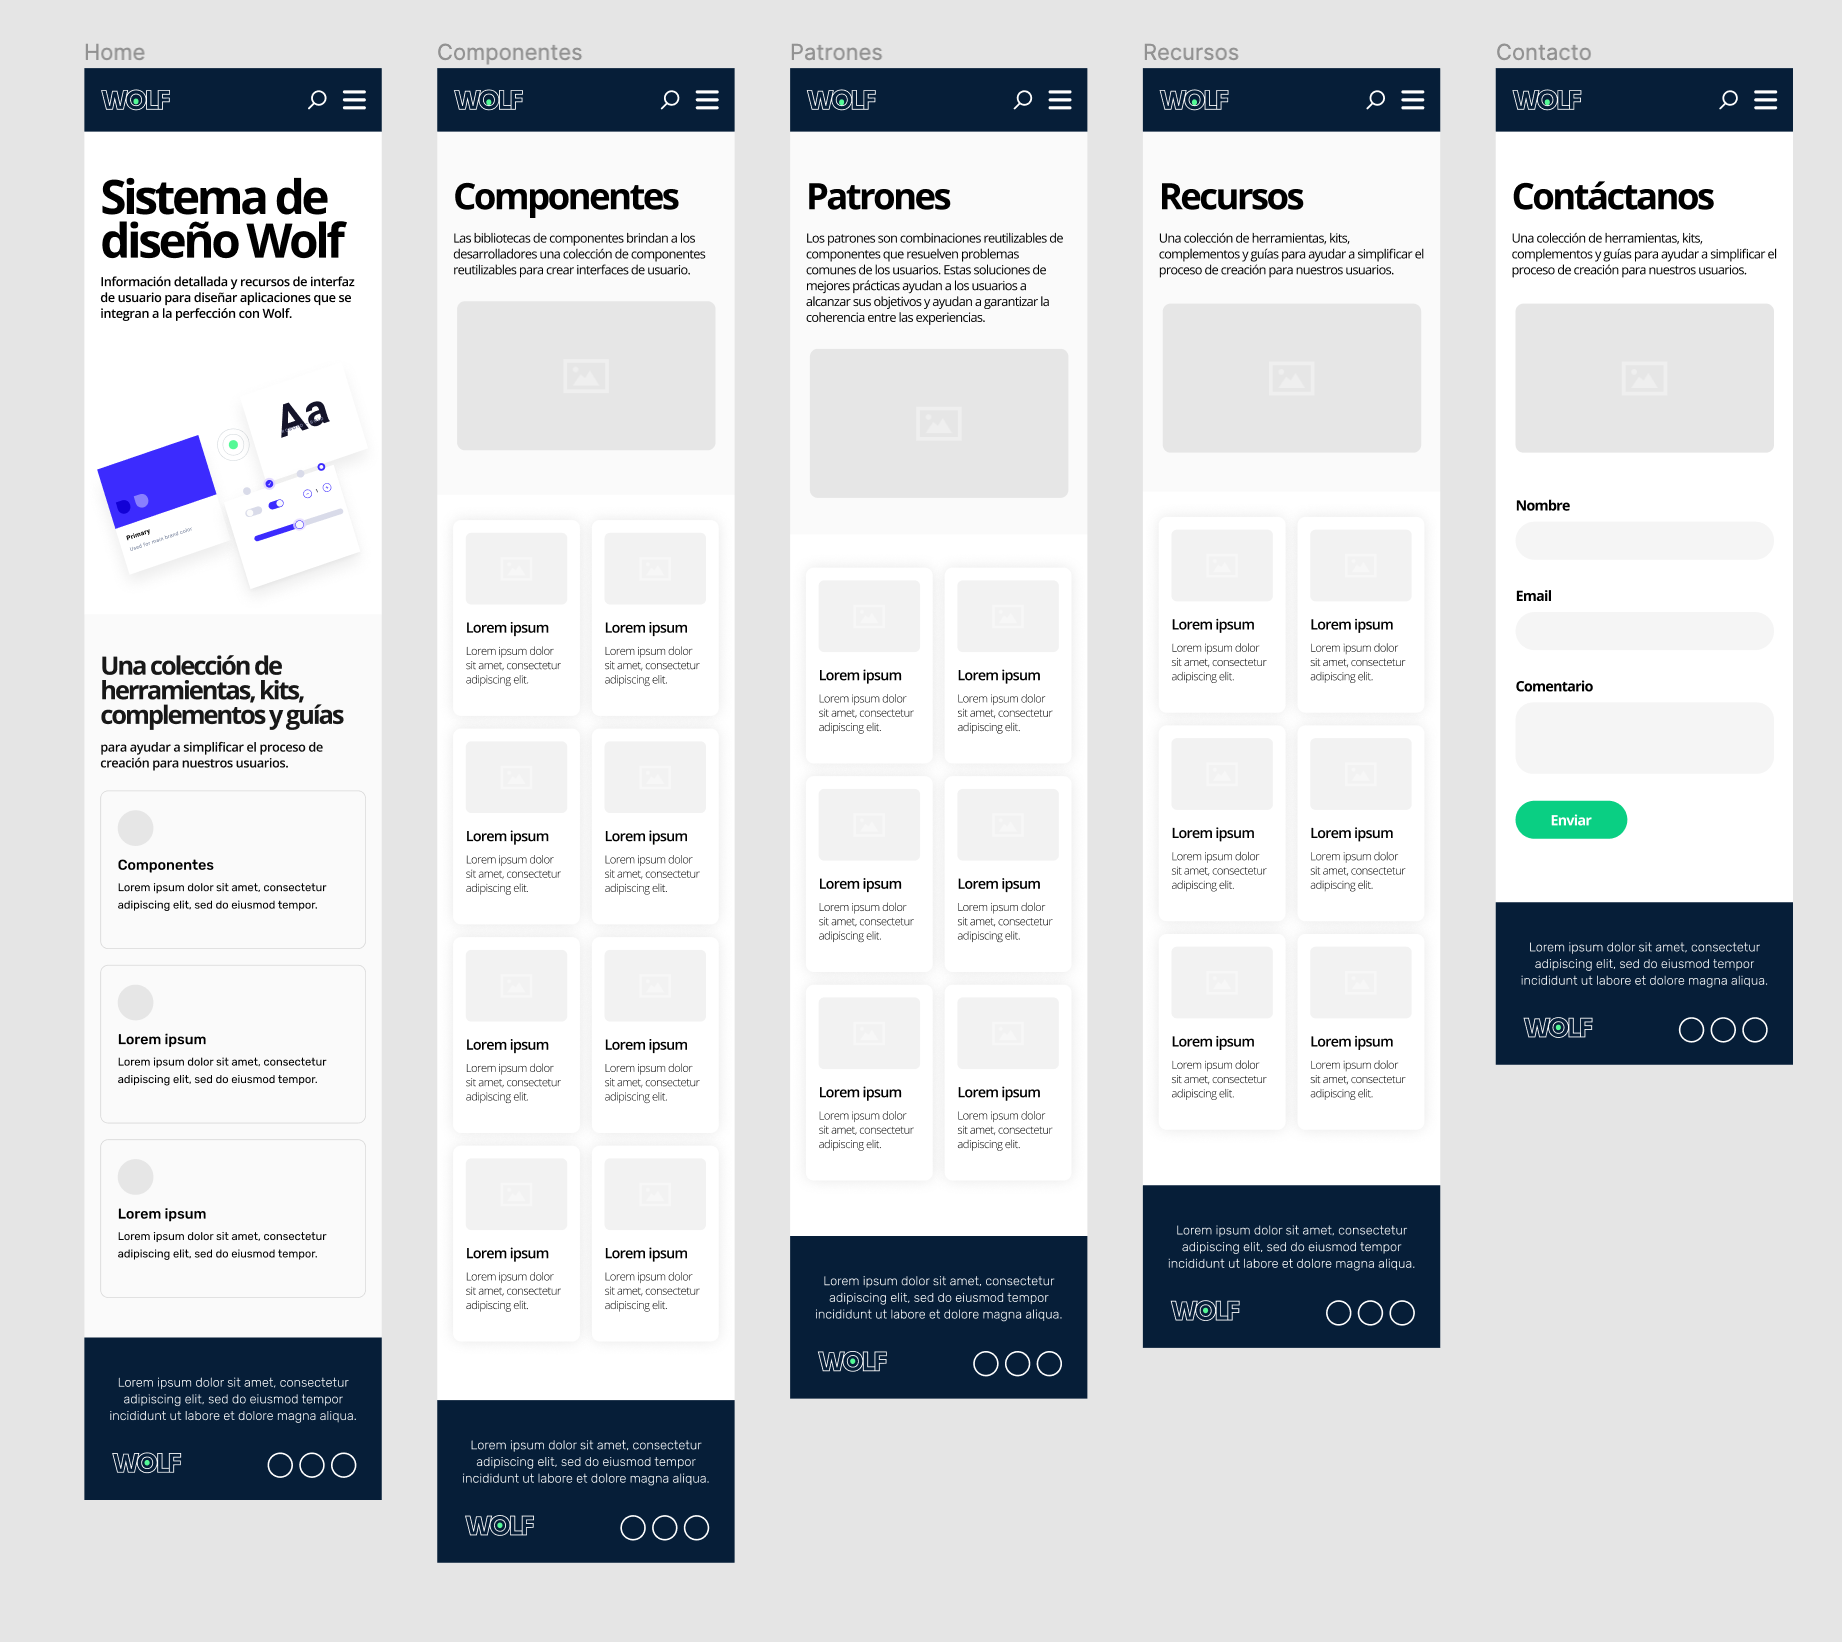 Home
WOLF
Sistema de
diseño Wolf
Información detallada y recursos de interfaz
de usuario para diseñar aplicaciones que se
integran a la perfección con Wolf.
Aa
Primary
Used for main brand color
Una colección de
herramientas, kits,
complementos y guías
para ayudar a simplificar el proceso de
creación para nuestros usuarios.
Componentes
Lorem ipsum dolor sit amet, consectetur
adipiscing elit, sed do eiusmod tempor.
Lorem ipsum
Lorem ipsum dolor sit amet, consectetur
adipiscing elit, sed do eiusmod tempor.
Lorem ipsum
Lorem ipsum dolor sit amet, consectetur
adipiscing elit, sed do eiusmod tempor.
Lorem ipsum dolor sit amet, consectetur
adipiscing elit, sed do eiusmod tempor
incididunt ut labore et dolore magna aliqua.
WOLF
Componentes
WOLF
Componentes
Las bibliotecas de componentes brindan a los
desarrolladores una colección de componentes
reutilizables para crear interfaces de usuario.
Lorem ipsum
Lorem ipsum dolor
sit amet, consectetur
adipiscing elit.
Lorem ipsum
Lorem ipsum dolor
sit amet, consectetur
adipiscing elit.
Lorem ipsum
Lorem ipsum dolor
sit amet, consectetur
adipiscing elit.
Lorem ipsum
Lorem ipsum dolor
sit amet, consectetur
adipiscing elit.
Lorem ipsum
Lorem ipsum dolor
sit amet, consectetur
adipiscing elit.
Lorem ipsum
Lorem ipsum dolor
sit amet, consectetur
adipiscing elit.
Lorem ipsum
Lorem ipsum dolor
sit amet, consectetur
adipiscing elit.
Lorem ipsum
Lorem ipsum dolor
sit amet, consectetur
adipiscing elit.
Lorem ipsum dolor sit amet, consectetur
adipiscing elit, sed do eiusmod tempor
incididunt ut labore et dolore magna aliqua.
WOLF
Patrones
WOLF
Patrones
Los patrones son combinaciones reutilizables de
componentes que resuelven problemas
comunes de los usuarios. Estas soluciones de
mejores prácticas ayudan a los usuarios a
alcanzar sus objetivos y ayudan a garantizar la
coherencia entre las experiencias.
Lorem ipsum
Lorem ipsum dolor
sit amet, consectetur
adipiscing elit.
Lorem ipsum
Lorem ipsum dolor
sit amet, consectetur
adipiscing elit.
Lorem ipsum
Lorem ipsum dolor
sit amet, consectetur
adipiscing elit.
Lorem ipsum
Lorem ipsum dolor
sit amet, consectetur
adipiscing elit.
Lorem ipsum
Lorem ipsum dolor
sit amet, consectetur
adipiscing elit.
Lorem ipsum
Lorem ipsum dolor
sit amet, consectetur
adipiscing elit.
Lorem ipsum dolor sit amet, consectetur
adipiscing elit, sed do eiusmod tempor
incididunt ut labore et dolore magna aliqua.
WOLF
Recursos
WOLF
Recursos
Una colección de herramientas, kits,
complementos y guías para ayudar a simplificar el
proceso de creación para nuestros usuarios.
Lorem ipsum
Lorem ipsum dolor
sit amet, consectetur
adipiscing elit.
Lorem ipsum
Lorem ipsum dolor
sit amet, consectetur
adipiscing elit.
Lorem ipsum
Lorem ipsum dolor
sit amet, consectetur
adipiscing elit.
Lorem ipsum
Lorem ipsum dolor
sit amet, consectetur
adipiscing elit.
Lorem ipsum
Lorem ipsum dolor
sit amet, consectetur
adipiscing elit.
Lorem ipsum
Lorem ipsum dolor
sit amet, consectetur
adipiscing elit.
Lorem ipsum dolor sit amet, consectetur
adipiscing elit, sed do eiusmod tempor
incididunt ut labore et dolore magna aliqua.
WOLF
Contacto
WOLF
Contáctanos
Una colección de herramientas, kits,
complementos y guías para ayudar a simplificar el
proceso de creación para nuestros usuarios.
Nombre
Email
Comentario
Enviar
Lorem ipsum dolor sit amet, consectetur
adipiscing elit, sed do eiusmod tempor
incididunt ut labore et dolore magna aliqua.
WOLF